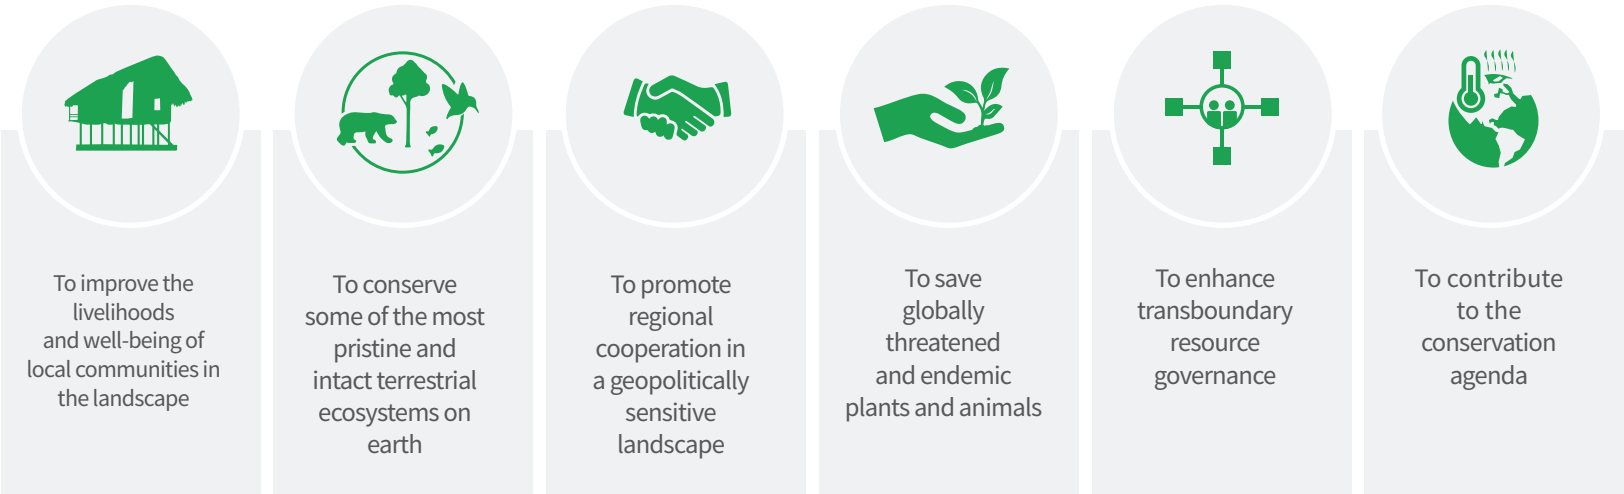 To improve the
livelihoods
and well-being of
local communities in
the landscape
To conserve
some of the most
pristine and
intact terrestrial
ecosystems on
earth
To promote
regional
cooperation in
a geopolitically
sensitive
landscape
To save
globally
threatened
and endemic
plants and animals
To enhance
transboundary
resource
governance
To contribute
to the
conservation
agenda